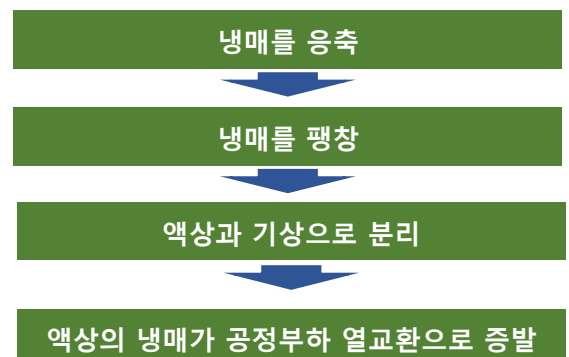 냉매를 응축
냉매를 팽창
액상과 기상으로 분리
액상의 냉매가 공정부하 열교환으로 증발